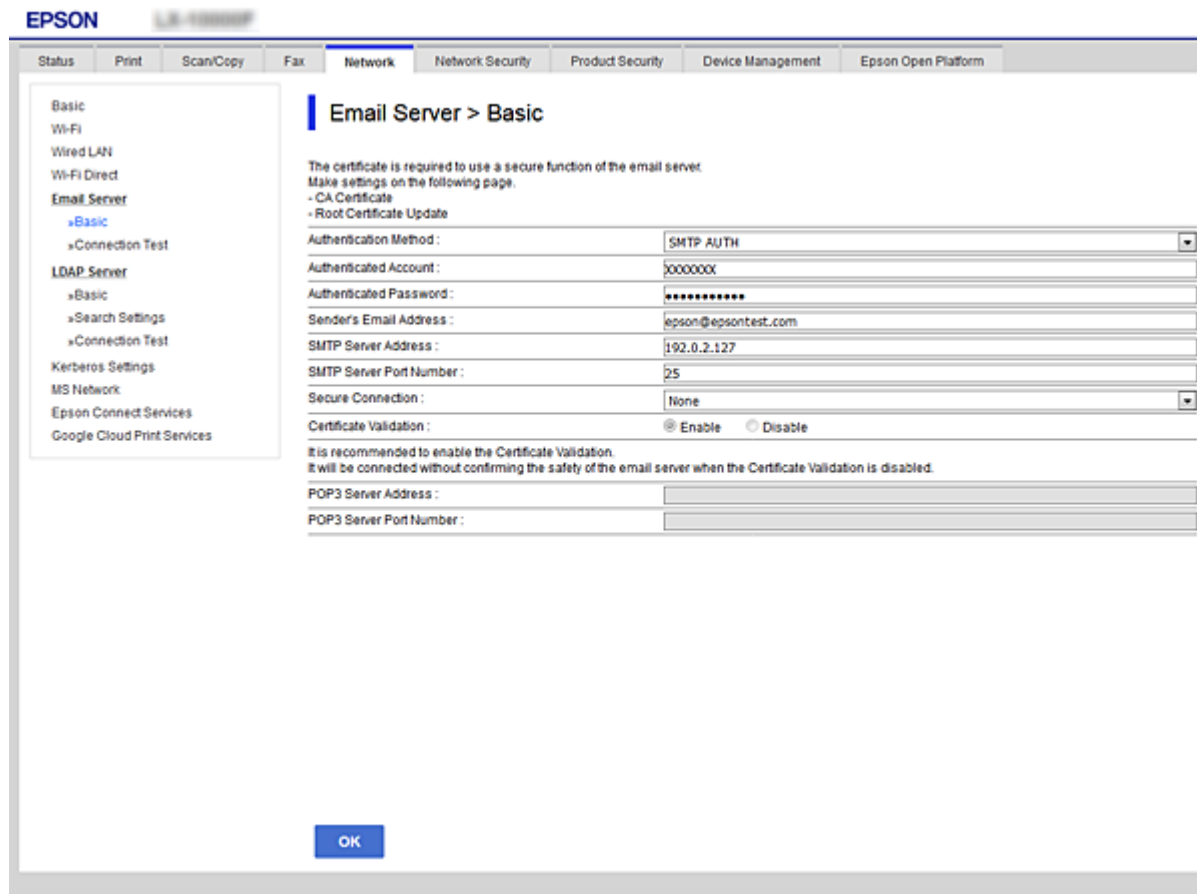 EPSON
Status Print Scan/Copy Fax Network Network Security Product Security Device Management Epson Open Platform
Basic
Wi-Fi
Wired LAN
Wi-Fi Direct
Email Server
»Basic
»Connection Test
LDAP Server
»Basic
»Search Settings
»Connection Test
Kerberos Settings
MS Network
Epson Connect Services
Google Cloud Print Services
Email Server > Basic
The certificate is required to use a secure function of the email server.
Make settings on the following page.
- CA Certificate
- Root Certificate Update
Authentication Method : SMTP AUTH
Authenticated Account : XXXXXXX
Authenticated Password : •••••••••••
Sender's Email Address : epson@epsontest.com
SMTP Server Address : 192.0.2.127
SMTP Server Port Number : 25
Secure Connection : None
Certificate Validation : Enable Disable
It is recommended to enable the Certificate Validation.
It will be connected without confirming the safety of the email server when the Certificate Validation is disabled.
POP3 Server Address :
POP3 Server Port Number :
OK